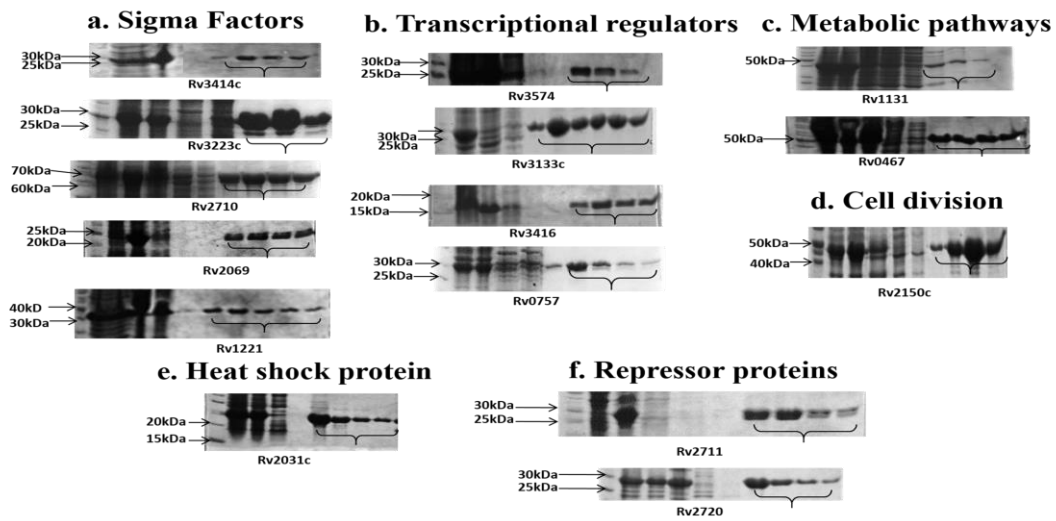 a. Sigma Factors
30kDa
25kDa
Rv3414c
30kDa
25kDa
Rv3223c
70kDa
60kDa
Rv2710
25kDa
20kDa
Rv2069
40kD
30kDa
Rv1221
b. Transcriptional regulators
30kDa
25kDa
Rv3574
30kDa
25kDa
Rv3133c
20kDa
15kDa
Rv3416
30kDa
25kDa
Rv0757
c. Metabolic pathways
50kDa
Rv1131
50kDa
Rv0467
d. Cell division
50kDa
40kDa
Rv2150c
e. Heat shock protein
20kDa
15kDa
Rv2031c
f. Repressor proteins
30kDa
25kDa
Rv2711
30kDa
25kDa
Rv2720